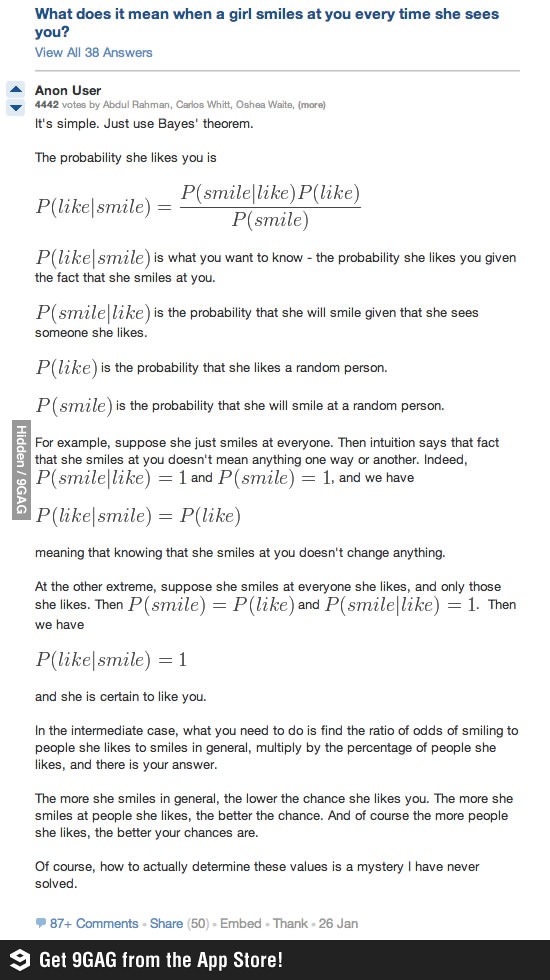 What does it mean when a girl smiles at you every time she sees
you?
View All 38 Answers
Anon User
4442 votes by Abdul Rahman, Carlos Whitt, Oshea Waite, (more)
It's simple. Just use Bayes' theorem.
The probability she likes you is
P(like|smile) = P(smile|like)P(like) / P(smile)
P(like|smile) is what you want to know - the probability she likes you given
the fact that she smiles at you.
P(smile|like) is the probability that she will smile given that she sees
someone she likes.
P(like) is the probability that she likes a random person.
P(smile) is the probability that she will smile at a random person.
Hidden / 9GAG
For example, suppose she just smiles at everyone. Then intuition says that fact
that she smiles at you doesn't mean anything one way or another. Indeed,
P(smile|like) = 1 and P(smile) = 1, and we have
P(like|smile) = P(like)
meaning that knowing that she smiles at you doesn't change anything.
At the other extreme, suppose she smiles at everyone she likes, and only those
she likes. Then P(smile) = P(like) and P(smile|like) = 1. Then
we have
P(like|smile) = 1
and she is certain to like you.
In the intermediate case, what you need to do is find the ratio of odds of smiling to
people she likes to smiles in general, multiply by the percentage of people she
likes, and there is your answer.
The more she smiles in general, the lower the chance she likes you. The more she
smiles at people she likes, the better the chance. And of course the more people
she likes, the better your chances are.
Of course, how to actually determine these values is a mystery I have never
solved.
87+ Comments • Share (50) • Embed • Thank • 26 Jan
Get 9GAG from the App Store!